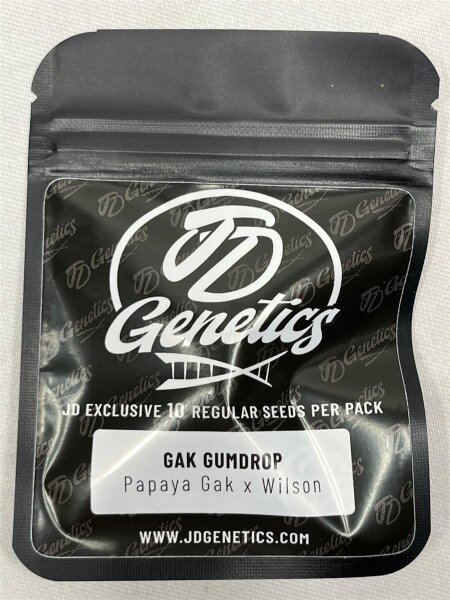 JD
Genetics
JD EXCLUSIVE 10 REGULAR SEEDS PER PACK
GAK GUMDROP
Papaya Gak x Wilson
WWW.JDGENETICS.COM